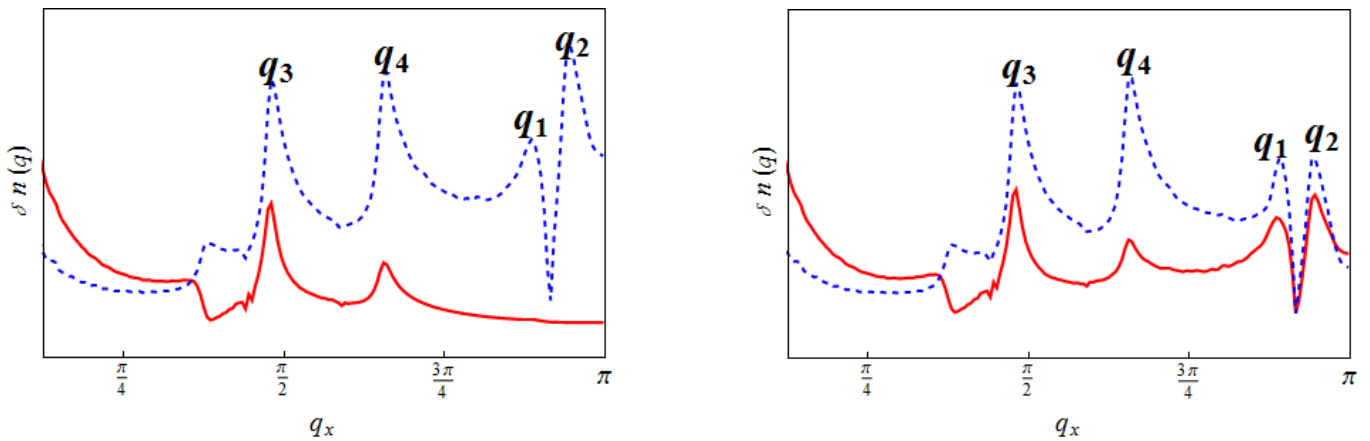 q₃ q₄ q₁ q₂
δ n (q)
π/4 π/2 3π/4 π
qₓ
q₃ q₄ q₁ q₂
δ n (q)
π/4 π/2 3π/4 π
qₓ